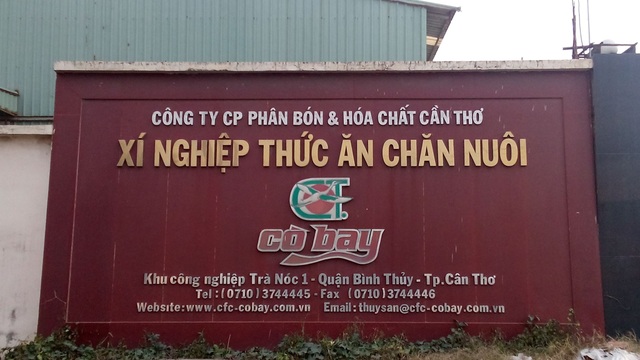 CÔNG TY CP PHÂN BÓN & HÓA CHẤT CẦN THƠ
XÍ NGHIỆP THỨC ĂN CHĂN NUÔI
CT.
cò bay
Khu công nghiệp Trà Nóc 1 - Quận Bình Thủy - Tp.Cần Thơ
Tel : (0710) 3744445 - Fax (0710) 3744446
Website:www.cfc-cobay.com.vn Email:thuysan@cfc-cobay.com.vn